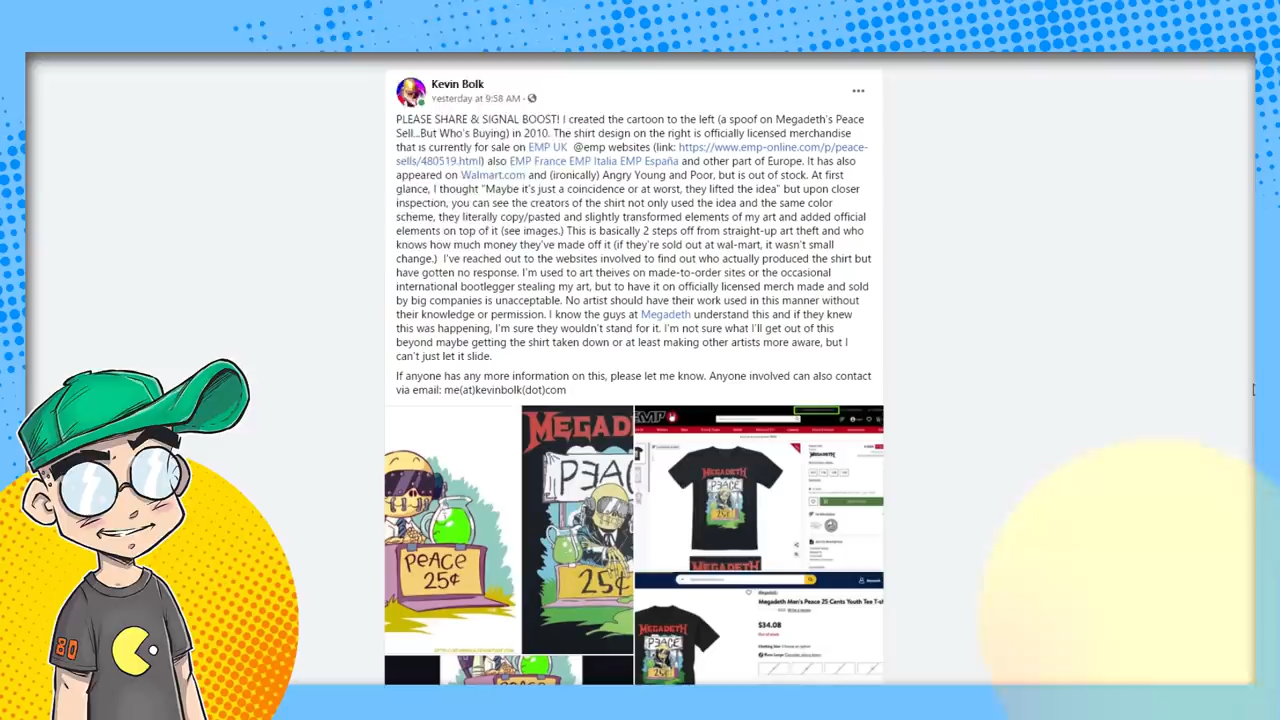 Kevin Bolk
Yesterday at 9:58 AM ·
PLEASE SHARE & SIGNAL BOOST! I created the cartoon to the left (a spoof on Megadeth's Peace
Sell...But Who's Buying) in 2010. The shirt design on the right is officially licensed merchandise
that is currently for sale on EMP UK @emp websites (link: https://www.emp-online.com/p/peace-
sells/480519.html) also EMP France EMP Italia EMP España and other part of Europe. It has also
appeared on Walmart.com and (ironically) Angry Young and Poor, but is out of stock. At first
glance, I thought "Maybe it's just a coincidence or at worst, they lifted the idea" but upon closer
inspection, you can see the creators of the shirt not only used the idea and the same color
scheme, they literally copy/pasted and slightly transformed elements of my art and added official
elements on top of it (see images.) This is basically 2 steps off from straight-up art theft and who
knows how much money they've made off it (if they're sold out at wal-mart, it wasn't small
change.) I've reached out to the websites involved to find out who actually produced the shirt but
have gotten no response. I'm used to art theives on made-to-order sites or the occasional
international bootlegger stealing my art, but to have it on officially licensed merch made and sold
by big companies is unacceptable. No artist should have their work used in this manner without
their knowledge or permission. I know the guys at Megadeth understand this and if they knew
this was happening, I'm sure they wouldn't stand for it. I'm not sure what I'll get out of this
beyond maybe getting the shirt taken down or at least making other artists more aware, but I
can't just let it slide.
If anyone has any more information on this, please let me know. Anyone involved can also contact
via email: me(at)kevinbolk(dot)com
MEGAD
PEAC
PEACE
25¢
25¢
EMP
MEGADETH
PEACE
25¢
MEGADETH
Megadeth Men's Peace 25 Cents Youth Tee T-sh
$34.08
MEGADETH
PEACE
25¢
80